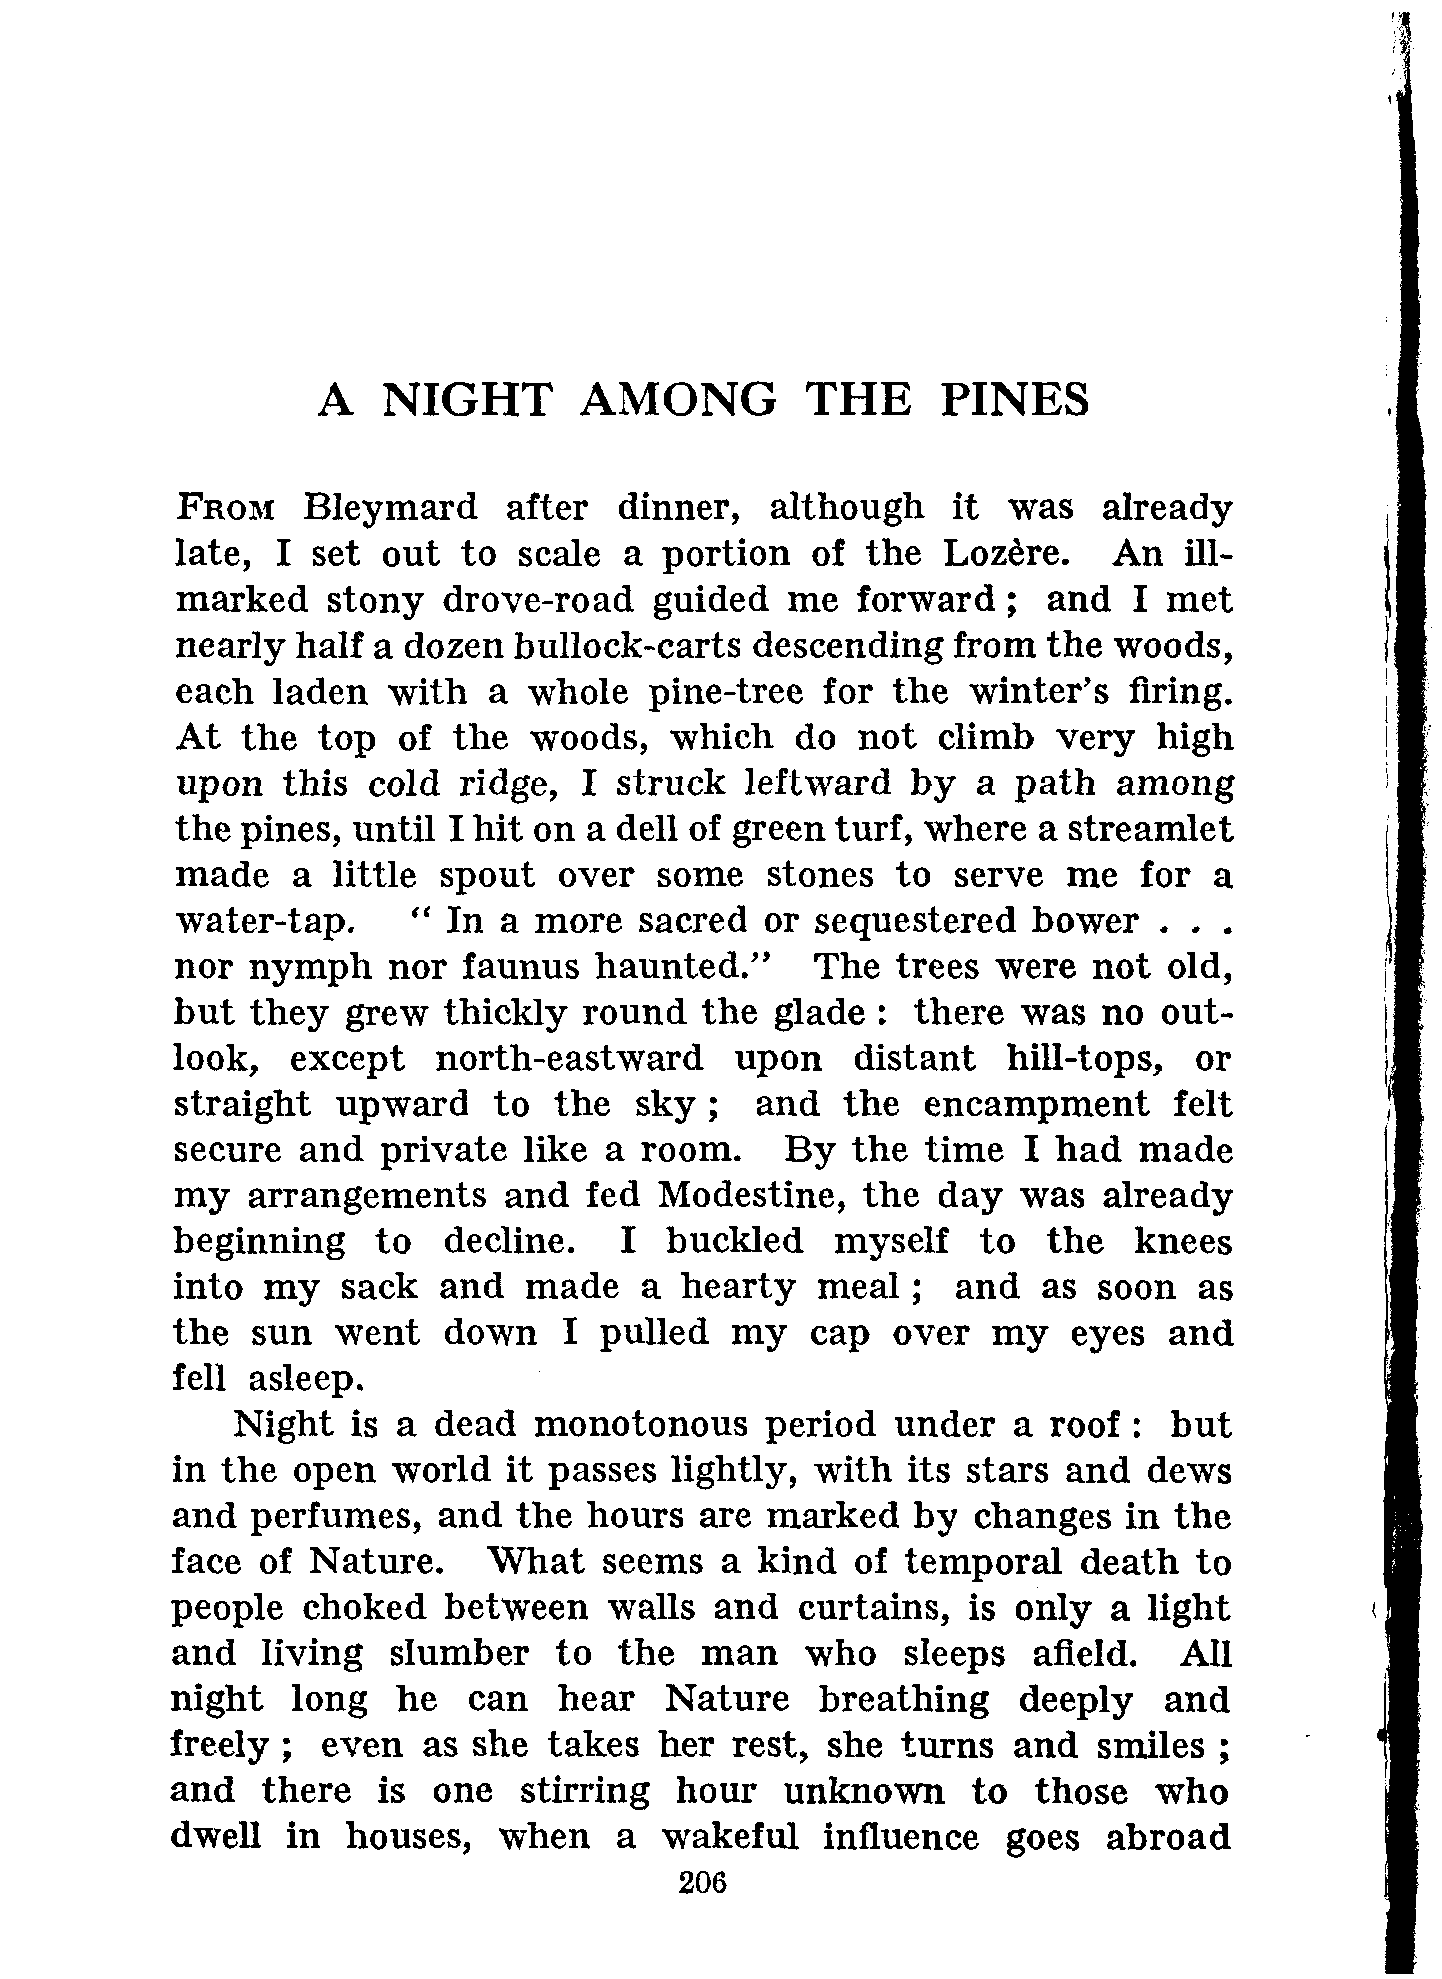 A NIGHT AMONG THE PINES
FROM Bleymard after dinner, although it was already
late, I set out to scale a portion of the Lozère. An ill-
marked stony drove-road guided me forward ; and I met
nearly half a dozen bullock-carts descending from the woods,
each laden with a whole pine-tree for the winter's firing.
At the top of the woods, which do not climb very high
upon this cold ridge, I struck leftward by a path among
the pines, until I hit on a dell of green turf, where a streamlet
made a little spout over some stones to serve me for a
water-tap. “ In a more sacred or sequestered bower . . .
nor nymph nor faunus haunted.” The trees were not old,
but they grew thickly round the glade : there was no out-
look, except north-eastward upon distant hill-tops, or
straight upward to the sky ; and the encampment felt
secure and private like a room. By the time I had made
my arrangements and fed Modestine, the day was already
beginning to decline. I buckled myself to the knees
into my sack and made a hearty meal ; and as soon as
the sun went down I pulled my cap over my eyes and
fell asleep.
Night is a dead monotonous period under a roof : but
in the open world it passes lightly, with its stars and dews
and perfumes, and the hours are marked by changes in the
face of Nature. What seems a kind of temporal death to
people choked between walls and curtains, is only a light
and living slumber to the man who sleeps afield. All
night long he can hear Nature breathing deeply and
freely ; even as she takes her rest, she turns and smiles ;
and there is one stirring hour unknown to those who
dwell in houses, when a wakeful influence goes abroad
206